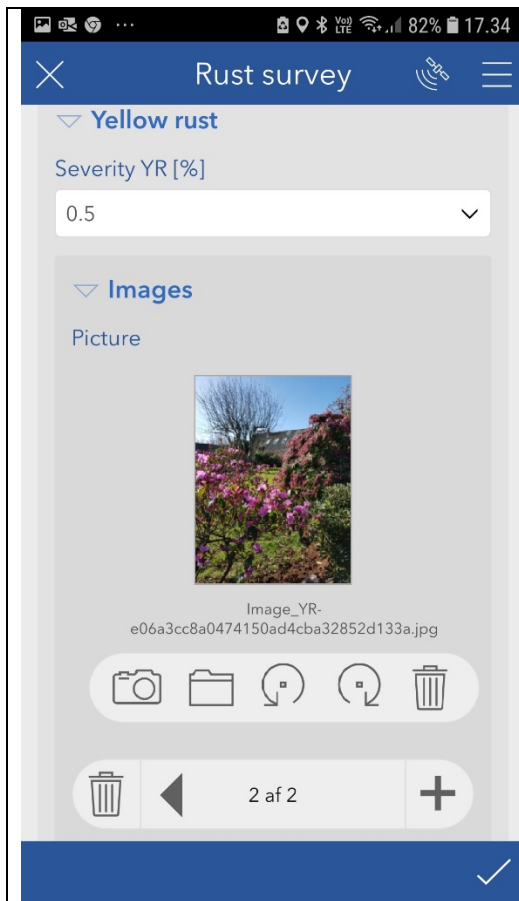 82% 17.34
Rust survey
Yellow rust
Severity YR [%]
0.5
Images
Picture
Image_YR-
e06a3cc8a0474150ad4cba32852d133a.jpg
2 af 2